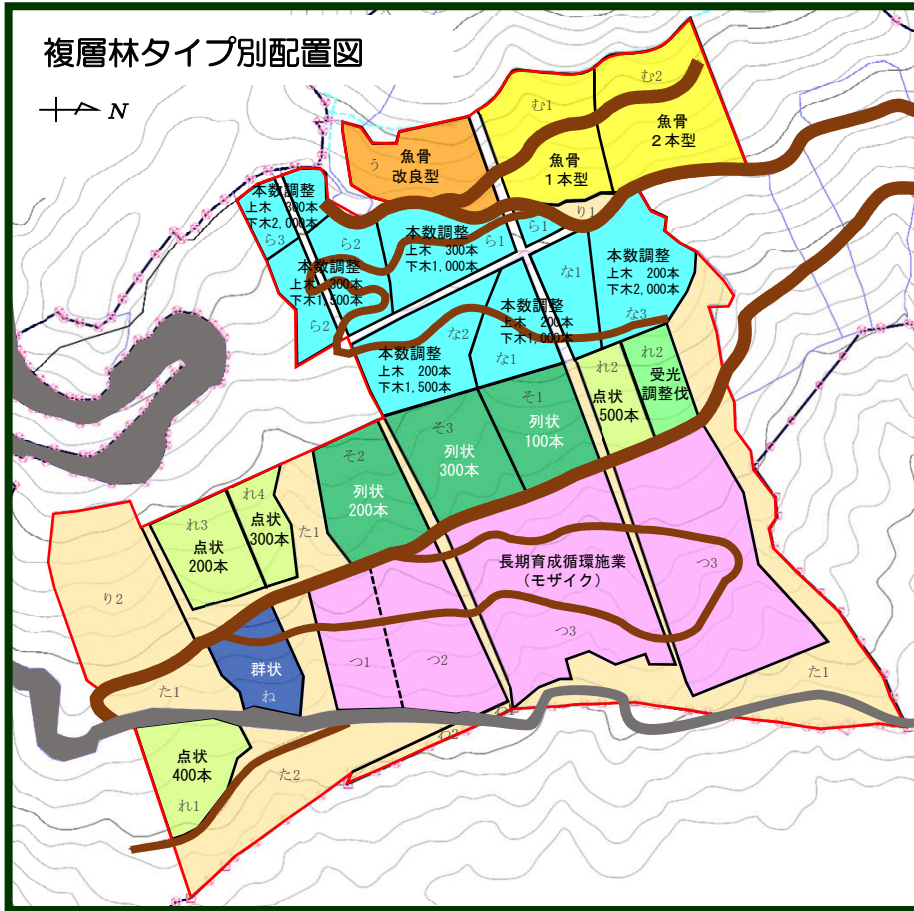 複層林タイプ別配置図
N
む2
む1
魚骨
2本型
う
魚骨
改良型
魚骨
1本型
り1
本数調整
上木 300本
下木2,000本
ら3
ら2
本数調整
上木 300本
下木1,000本
ら1
ら1
本数調整
上木 300本
下木1,500本
ら2
な1
本数調整
上木 200本
下木2,000本
な3
本数調整
上木 200本
下木1,000本
な2
な1
本数調整
上木 200本
下木1,500本
れ2
れ2
受光
調整伐
点状
500本
そ1
列状
100本
そ3
列状
300本
そ2
列状
200本
れ4
点状
300本
た1
れ3
点状
200本
り2
長期育成循環施業
(モザイク)
つ3
つ3
つ1
つ2
群状
ね
た1
た1
わ1
わ2
点状
400本
れ1
た2